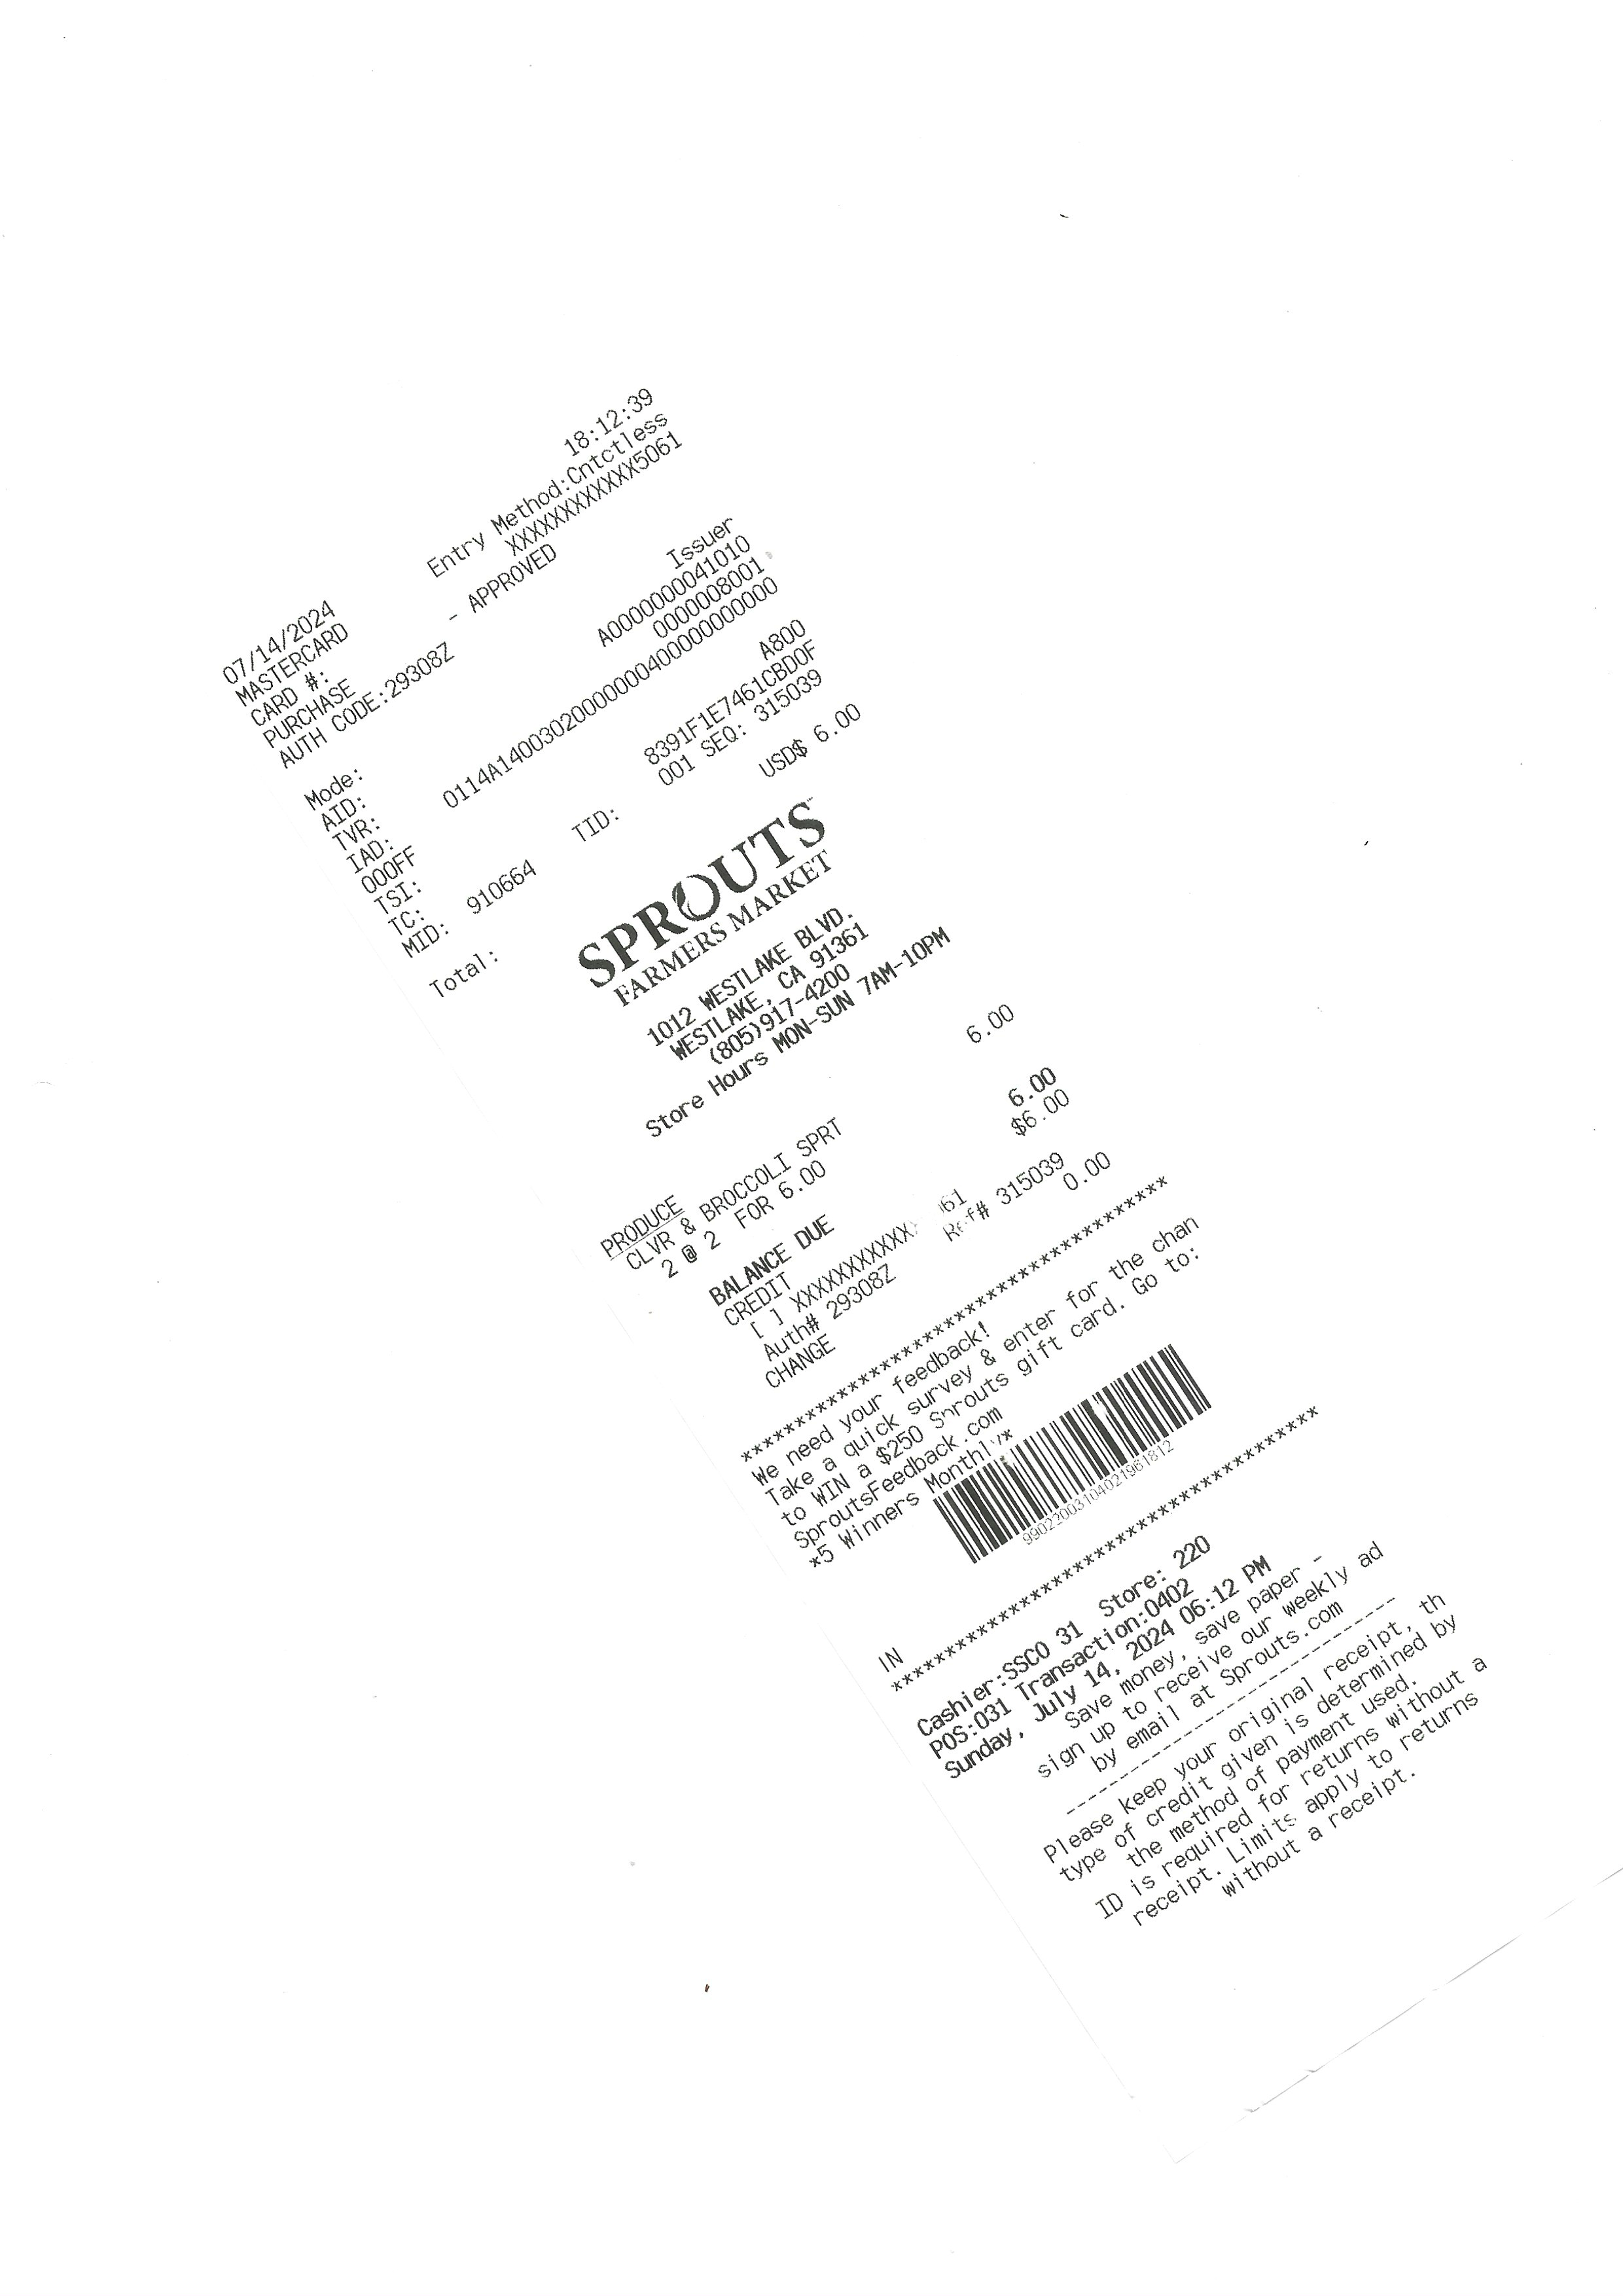 07/14/2024 18:12:39
MASTERCARD Entry Method:Cntctless
CARD #: XXXXXXXXXXXX5061
PURCHASE - APPROVED
AUTH CODE:29308Z
Mode: Issuer
AID: A0000000041010
TVR: 0000008001
IAD: 0114A14003020000000400000000000
000FF
TSI: A800
TC: 8391F1E7461CBD0F
MID: 910664 TID: 001 SEQ: 315039
Total: USD$ 6.00
SPROUTS
FARMERS MARKET
1012 WESTLAKE BLVD.
WESTLAKE, CA 91361
(805)917-4200
Store Hours MON-SUN 7AM-10PM
PRODUCE
CLVR & BROCCOLI SPRT 6.00
2 @ 2 FOR 6.00
BALANCE DUE 6.00
CREDIT $6.00
[ ] XXXXXXXXXXX 61
Auth# 29308Z Ref# 315039
CHANGE 0.00
****************************************
We need your feedback!
Take a quick survey & enter for the chan
to WIN a $250 Sprouts gift card. Go to:
SproutsFeedback.com
*5 Winners Monthly*
99022003104021961812
IN
****************************************
Cashier:SSCO 31 Store: 220
POS:031 Transaction:0402
Sunday, July 14, 2024 06:12 PM
Save money, save paper -
sign up to receive our weekly ad
by email at Sprouts.com
--------------------------------
Please keep your original receipt, th
type of credit given is determined by
the method of payment used.
ID is required for returns without a
receipt. Limits apply to returns
without a receipt.